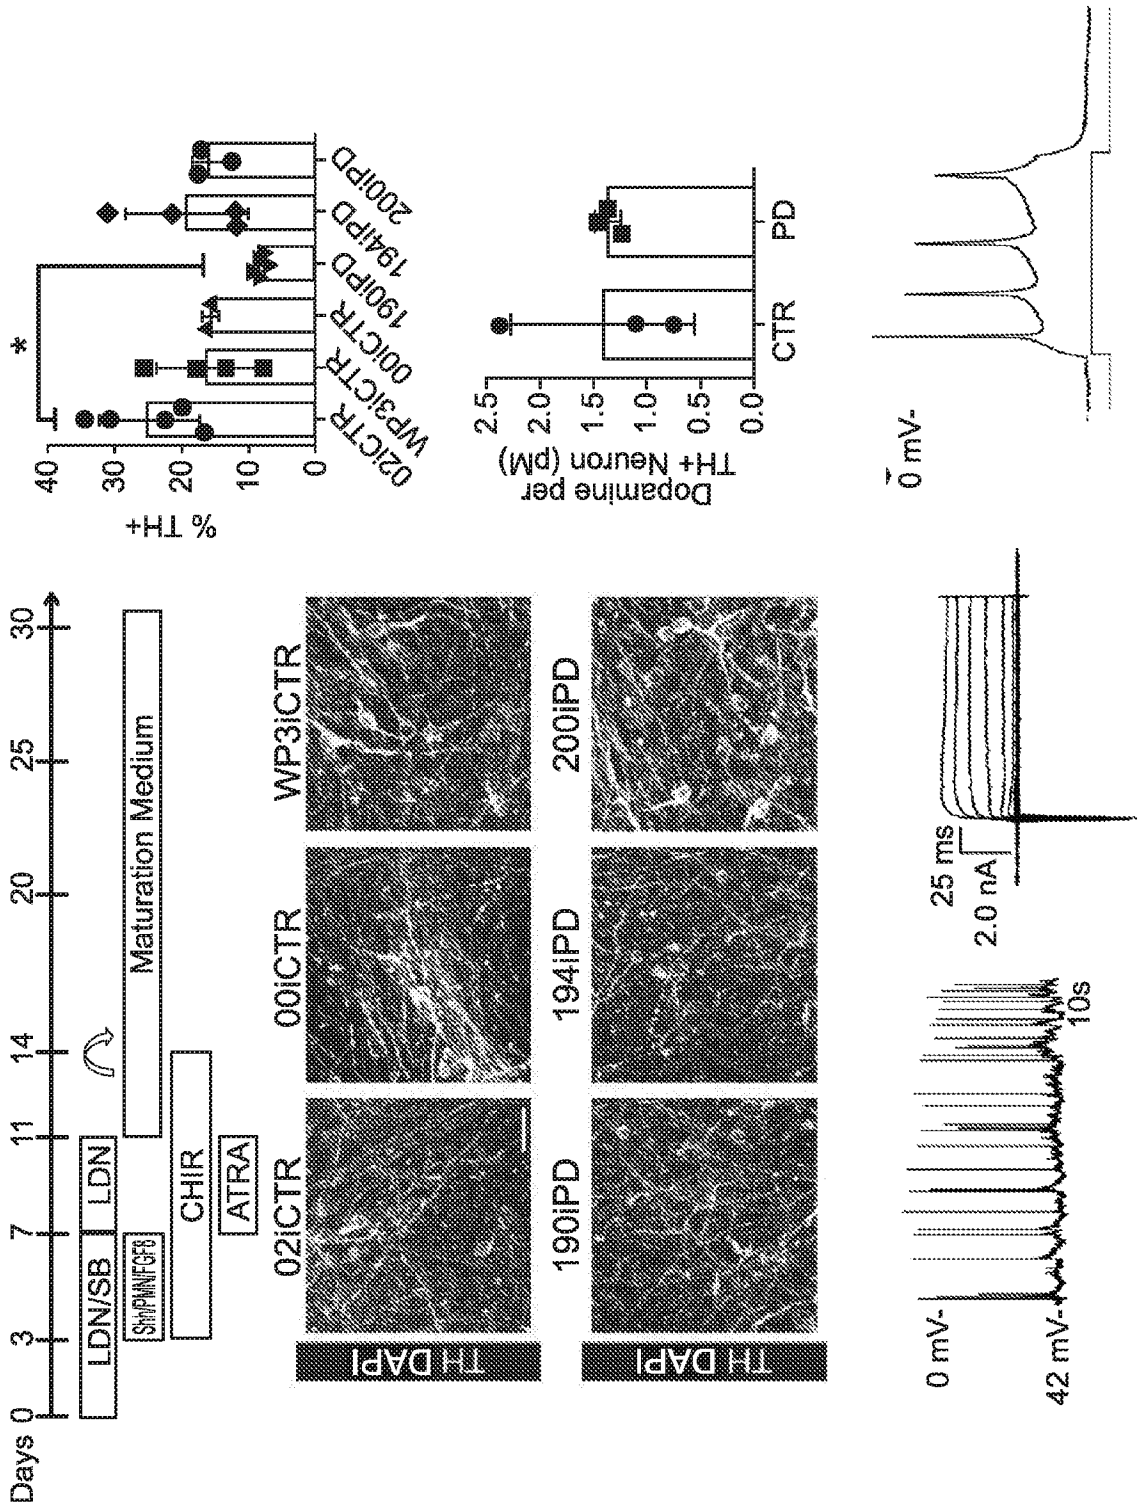 Days 0 3 7 11 14 20 25 30
LDN/SB LDN
Shh/PMN/FGF8 Maturation Medium
CHIR
ATRA
02iCTR 00iCTR WP3iCTR
TH DAPI
190iPD 194iPD 200iPD
TH DAPI
% TH+
40
30
20
10
0
02iCTR WP3iCTR 00iCTR 190iPD 194iPD 200iPD
*
Dopamine per
TH+ Neuron (pM)
2.5
2.0
1.5
1.0
0.5
0.0
CTR PD
0 mV-
42 mV-
10s
25 ms
2.0 nA
0 mV-